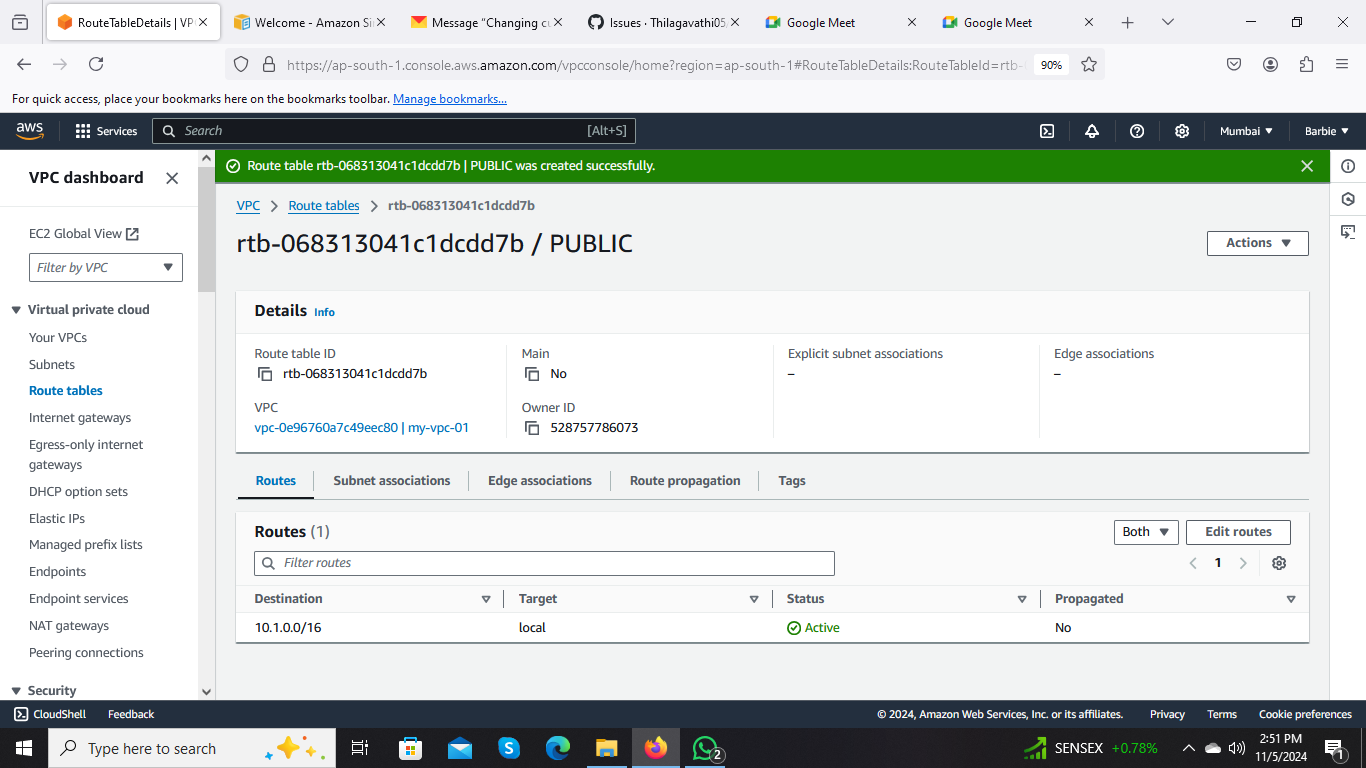 RouteTableDetails | VP
Welcome - Amazon Si
Message “Changing cu
Issues · Thilagavathi05
Google Meet
Google Meet
https://ap-south-1.console.aws.amazon.com/vpcconsole/home?region=ap-south-1#RouteTableDetails:RouteTableId=rtb-
90%
For quick access, place your bookmarks here on the bookmarks toolbar. Manage bookmarks...
aws
Services
Search
[Alt+S]
Mumbai
Barbie
VPC dashboard
Route table rtb-068313041c1dcdd7b | PUBLIC was created successfully.
EC2 Global View
Filter by VPC
Virtual private cloud
Your VPCs
Subnets
Route tables
Internet gateways
Egress-only internet
gateways
DHCP option sets
Elastic IPs
Managed prefix lists
Endpoints
Endpoint services
NAT gateways
Peering connections
Security
VPC
Route tables
rtb-068313041c1dcdd7b
rtb-068313041c1dcdd7b / PUBLIC
Actions
Details Info
Route table ID
rtb-068313041c1dcdd7b
Main
No
Explicit subnet associations
–
Edge associations
–
VPC
vpc-0e96760a7c49eec80 | my-vpc-01
Owner ID
528757786073
Routes
Subnet associations
Edge associations
Route propagation
Tags
Routes (1)
Both
Edit routes
Filter routes
1
Destination
Target
Status
Propagated
10.1.0.0/16
local
Active
No
CloudShell
Feedback
© 2024, Amazon Web Services, Inc. or its affiliates.
Privacy
Terms
Cookie preferences
Type here to search
2
SENSEX +0.78%
2:51 PM
11/5/2024
1